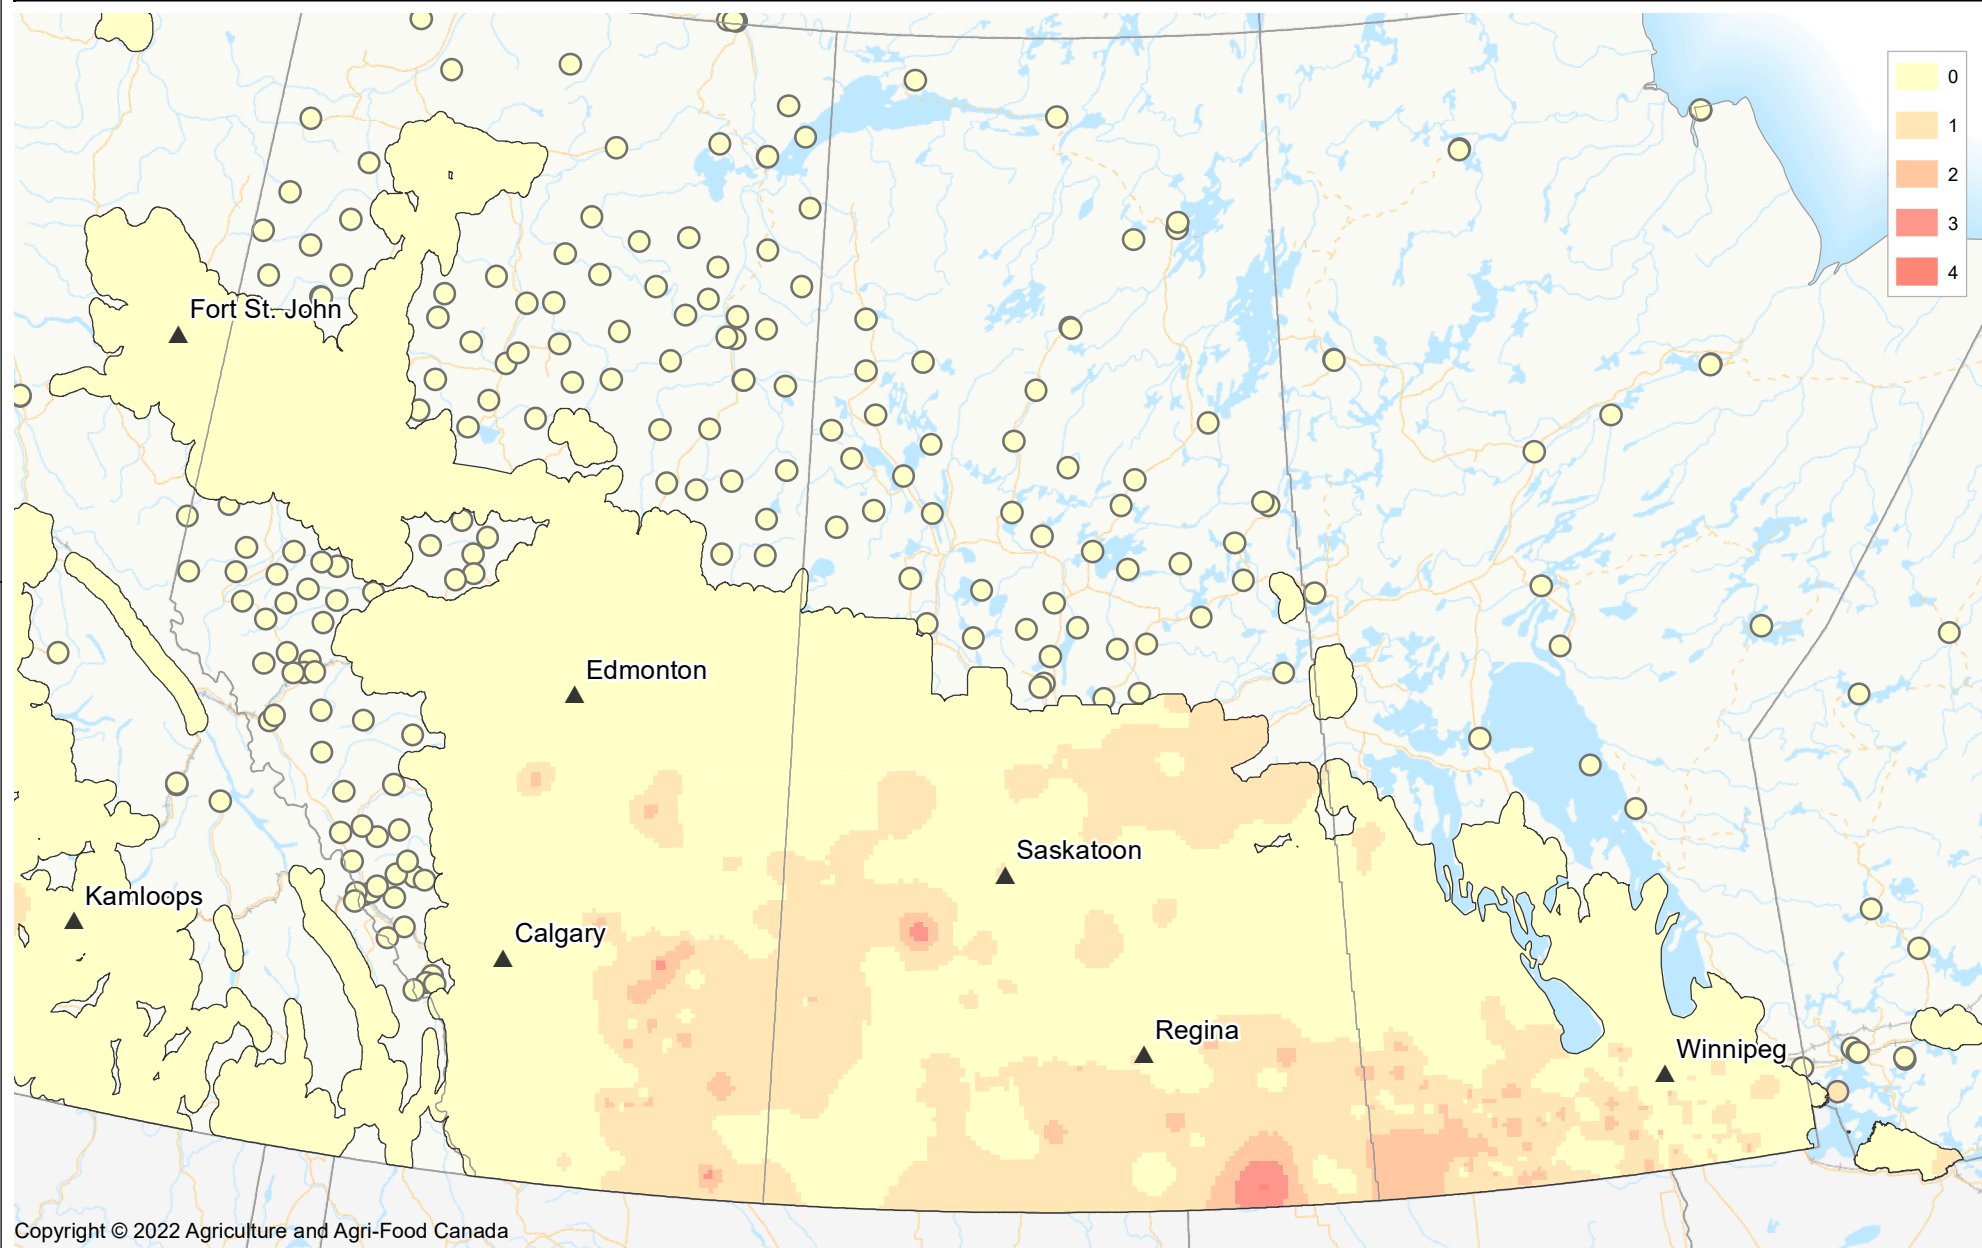 0
1
2
3
4
Fort St. John
Edmonton
Saskatoon
Kamloops
Calgary
Regina
Winnipeg
Copyright © 2022 Agriculture and Agri-Food Canada